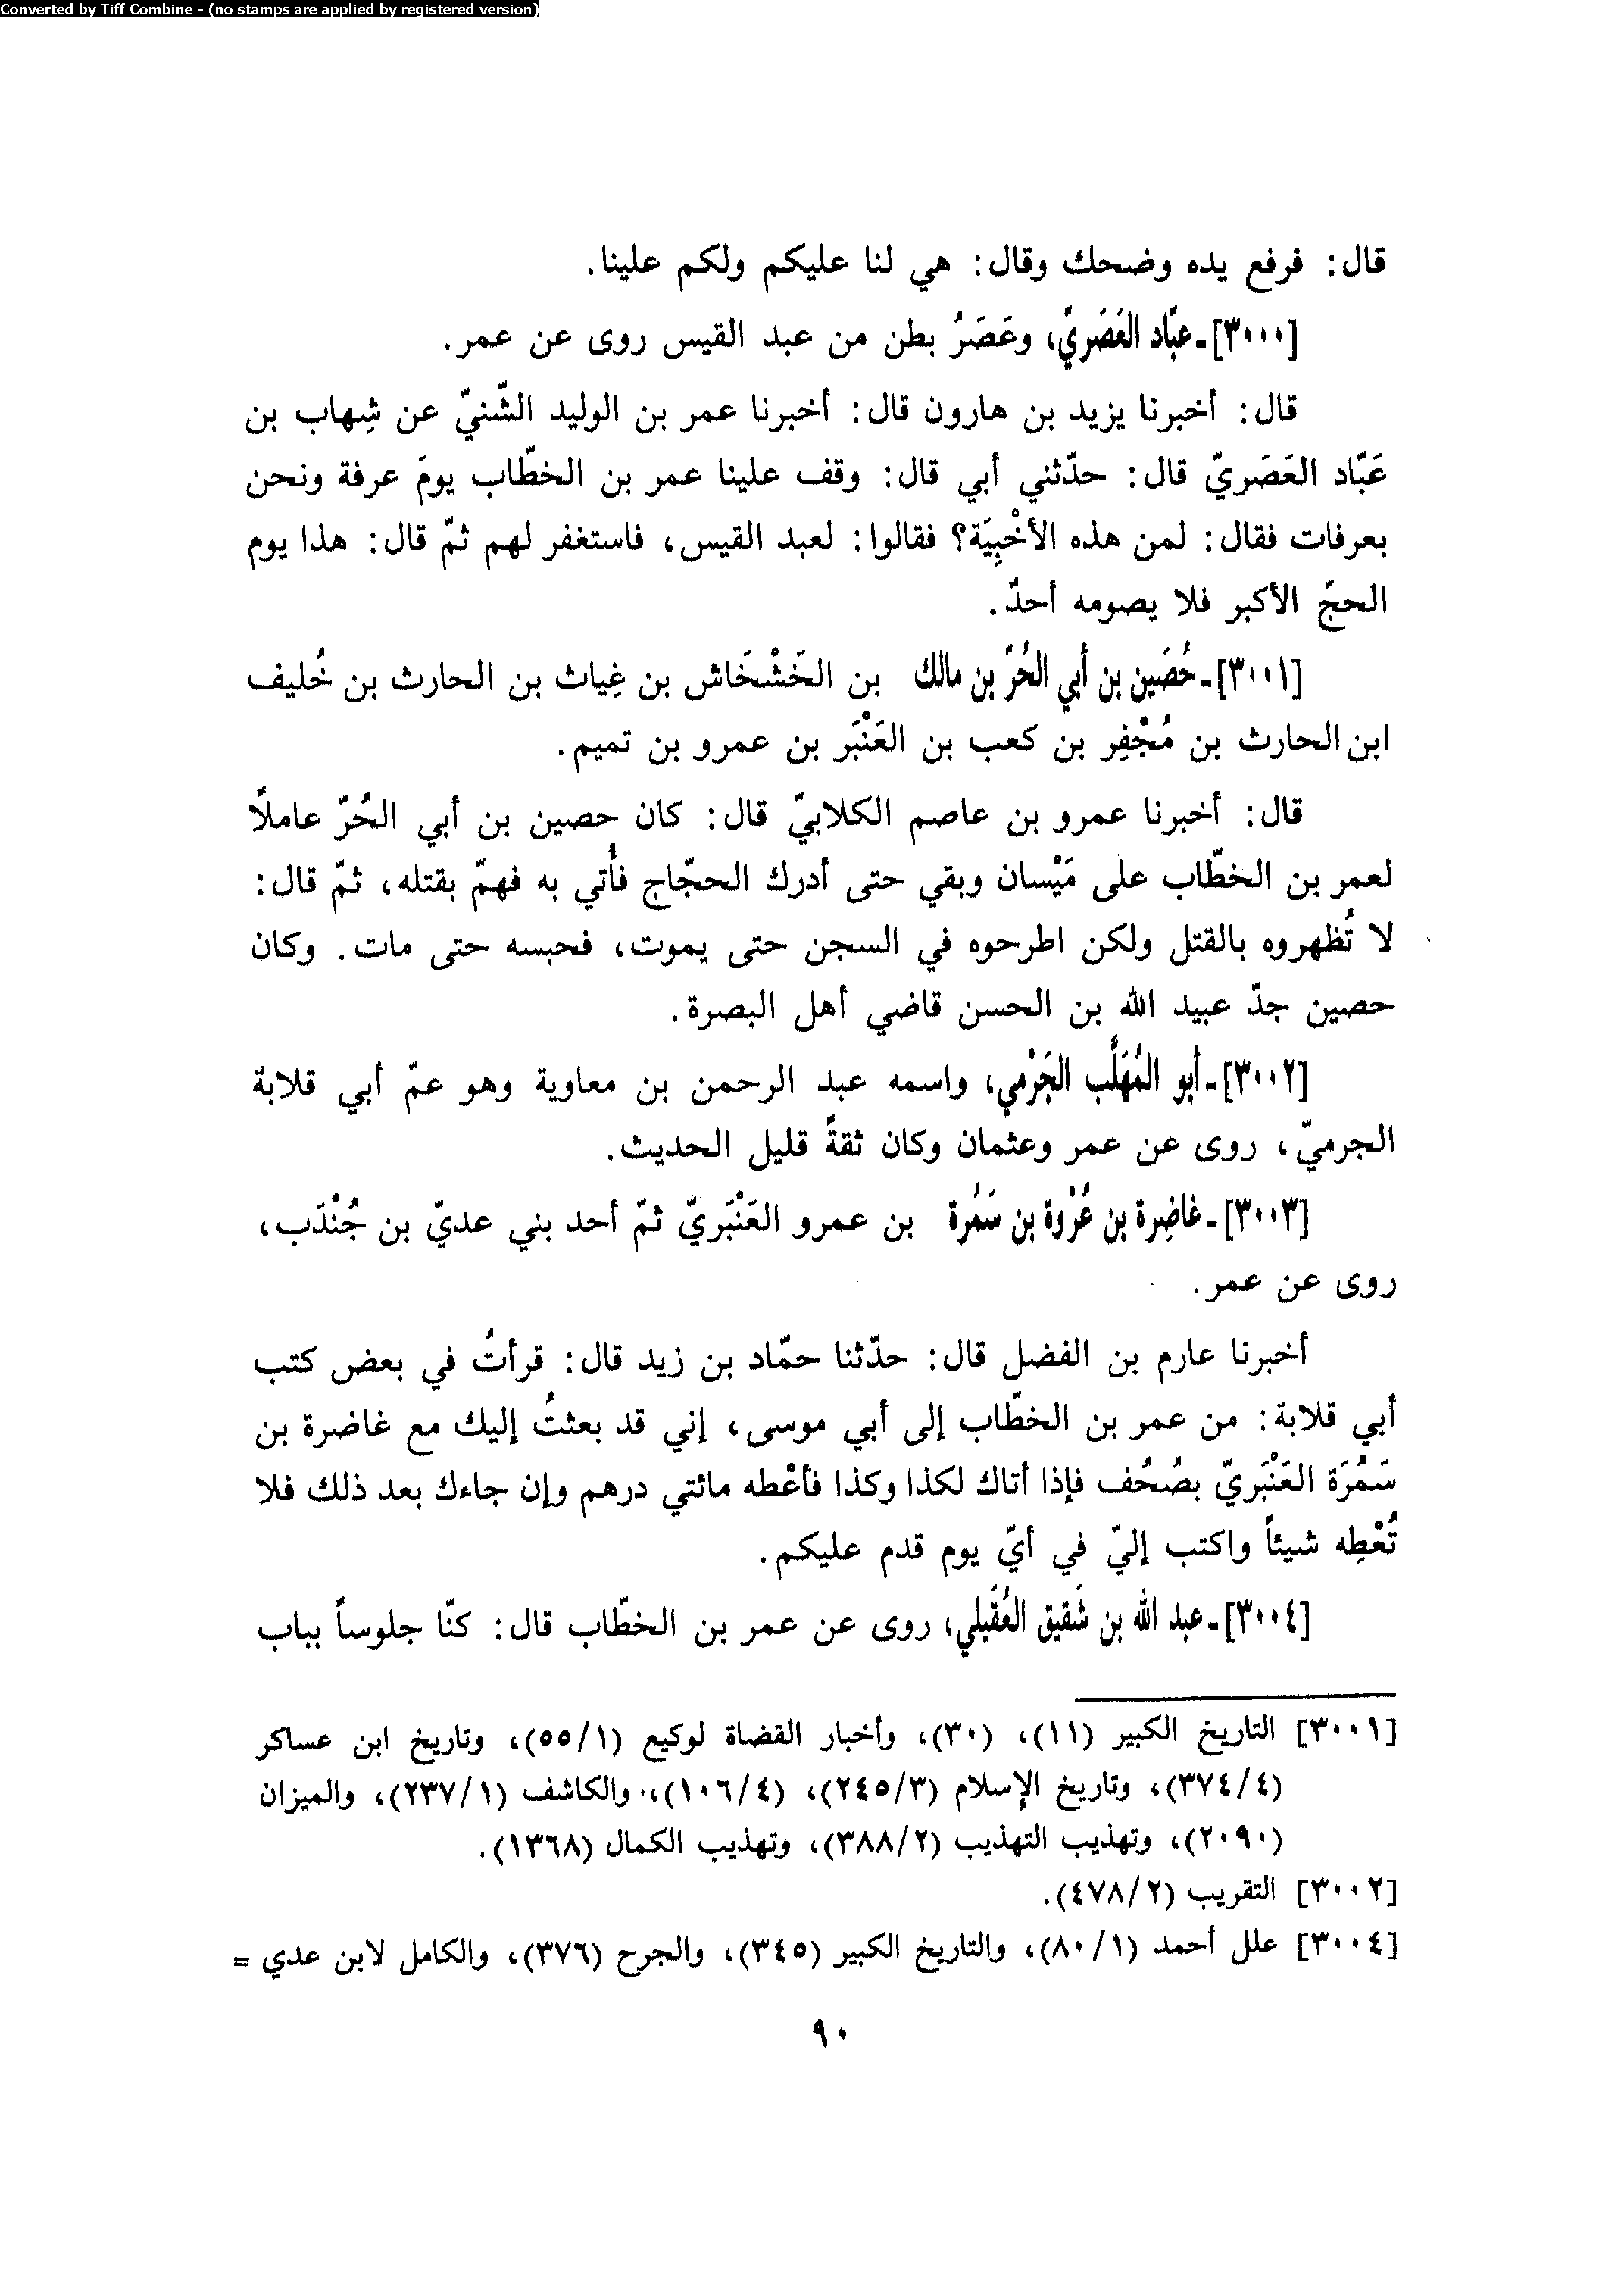 Converted by Tiff Combine - (no stamps are applied by registered version)
قال: فرفع يده وضحك وقال: هي لنا عليكم ولكم علينا.
[٣٠٠٠] ـ عبّاد العَصَريّ، وعَصَرُ بطن من عبد القيس روى عن عمر.
قال: أخبرنا يزيد بن هارون قال: أخبرنا عمر بن الوليد الشّنيّ عن شِهاب بن
عَبّاد العَصَريّ قال: حدّثني أبي قال: وقف علينا عمر بن الخطّاب يومَ عرفة ونحن
بعرفات فقال: لمن هذه الأخْبِيَة؟ فقالوا: لعبد القيس، فاستغفر لهم ثمّ قال: هذا يوم
الحجّ الأكبر فلا يصومه أحدّ.
[٣٠٠١] ـ حُصَين بن أبي الحُرّ بن مالك بن الخَشْخَاش بن غِياث بن الحارث بن خُليف
ابن الحارث بن مُجْفِر بن كعب بن العَنْبَر بن عمرو بن تميم.
قال: أخبرنا عمرو بن عاصم الكلابيّ قال: كان حصين بن أبي الحُرّ عاملاً
لعمر بن الخطّاب على مَيْسان وبقي حتى أدرك الحجّاج فأُتي به فهمّ بقتله، ثمّ قال:
لا تُظهروه بالقتل ولكن اطرحوه في السجن حتى يموت، فحبسه حتى مات. وكان
حصين جدّ عبيد الله بن الحسن قاضي أهل البصرة.
[٣٠٠٢] ـ أبو المُهَلَّب الجَرْمي، واسمه عبد الرحمن بن معاوية وهو عمّ أبي قلابة
الجرميّ، روى عن عمر وعثمان وكان ثقةً قليل الحديث.
[٣٠٠٣] ـ غاضِرة بن عُرْوة بن سَمُرة بن عمرو العَنْبَريّ ثمّ أحد بني عديّ بن جُنْدَب،
روى عن عمر.
أخبرنا عارم بن الفضل قال: حدّثنا حمّاد بن زيد قال: قرأتُ في بعض كتب
أبي قلابة: من عمر بن الخطّاب إلى أبي موسى، إني قد بعثتُ إليك مع غاضرة بن
سَمُرَة العَنْبَريّ بصُحُف فإذا أتاك لكذا وكذا فأعْطه مائتي درهم وإن جاءك بعد ذلك فلا
تُعْطِه شيئاً واكتب إليّ في أيّ يوم قدم عليكم.
[٣٠٠٤] ـ عبد الله بن شَقيق العُقَيلي، روى عن عمر بن الخطّاب قال: كنّا جلوساً بباب
[٣٠٠١] التاريخ الكبير (١١)، (٣٠)، وأخبار القضاة لوكيع (٥٥/١)، وتاريخ ابن عساكر
(٣٧٤/٤)، وتاريخ الإسلام (٢٤٥/٣)، (١٠٦/٤)، والكاشف (٢٣٧/١)، والميزان
(٢٠٩٠)، وتهذيب التهذيب (٣٨٨/٢)، وتهذيب الكمال (١٣٦٨).
[٣٠٠٢] التقريب (٤٧٨/٢).
[٣٠٠٤] علل أحمد (٨٠/١)، والتاريخ الكبير (٣٤٥)، والجرح (٣٧٦)، والكامل لابن عدي =
٩٠